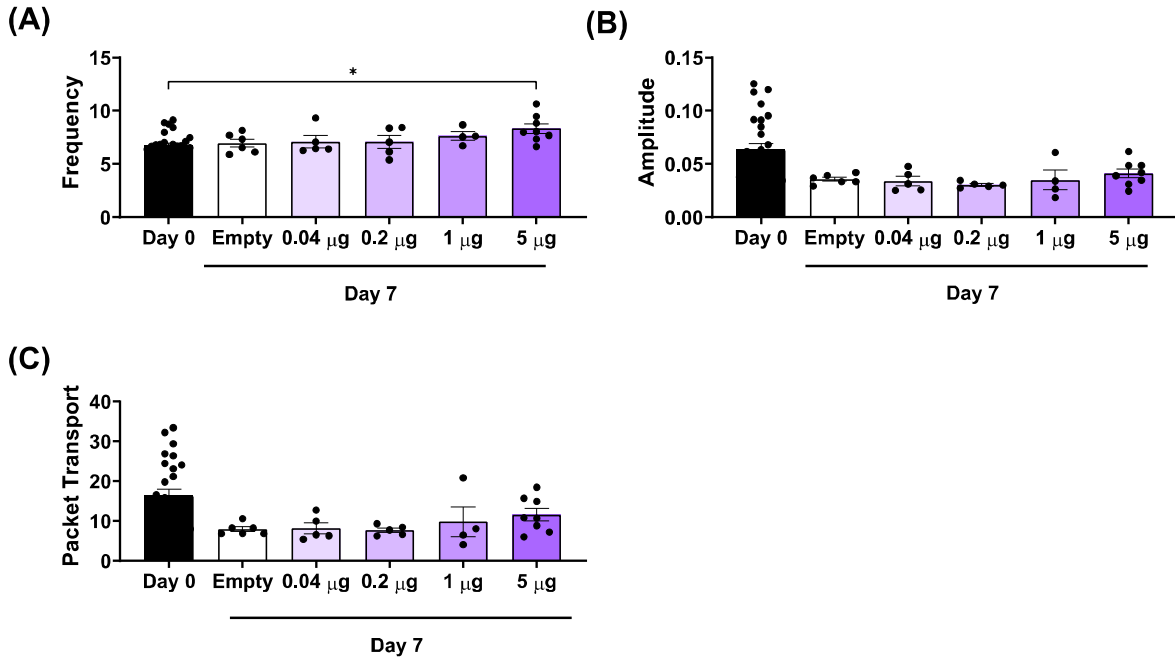 (A)
Frequency
15
10
5
0
*
Day 0 Empty 0.04 μg 0.2 μg 1 μg 5 μg
Day 7
(B)
Amplitude
0.15
0.10
0.05
0.00
Day 0 Empty 0.04 μg 0.2 μg 1 μg 5 μg
Day 7
(C)
Packet Transport
40
30
20
10
0
Day 0 Empty 0.04 μg 0.2 μg 1 μg 5 μg
Day 7